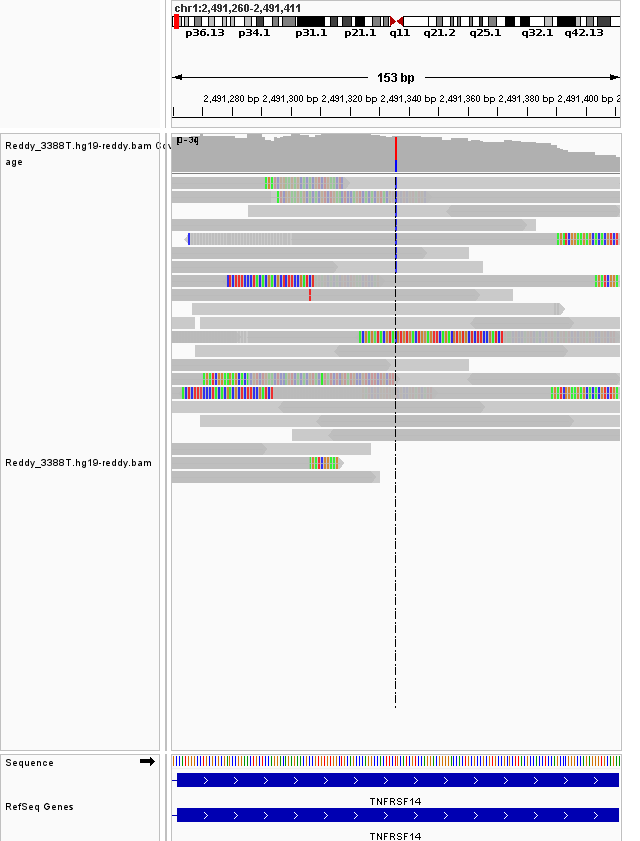 chr1:2,491,260-2,491,411
p36.13 p34.1 p31.1 p21.1 q11 q21.2 q25.1 q32.1 q42.13
153 bp
2,491,280 bp 2,491,300 bp 2,491,320 bp 2,491,340 bp 2,491,360 bp 2,491,380 bp 2,491,400 bp 2
Reddy_3388T.hg19-reddy.bam Cov
age
Reddy_3388T.hg19-reddy.bam
Sequence
TNFRSF14
RefSeq Genes
TNFRSF14